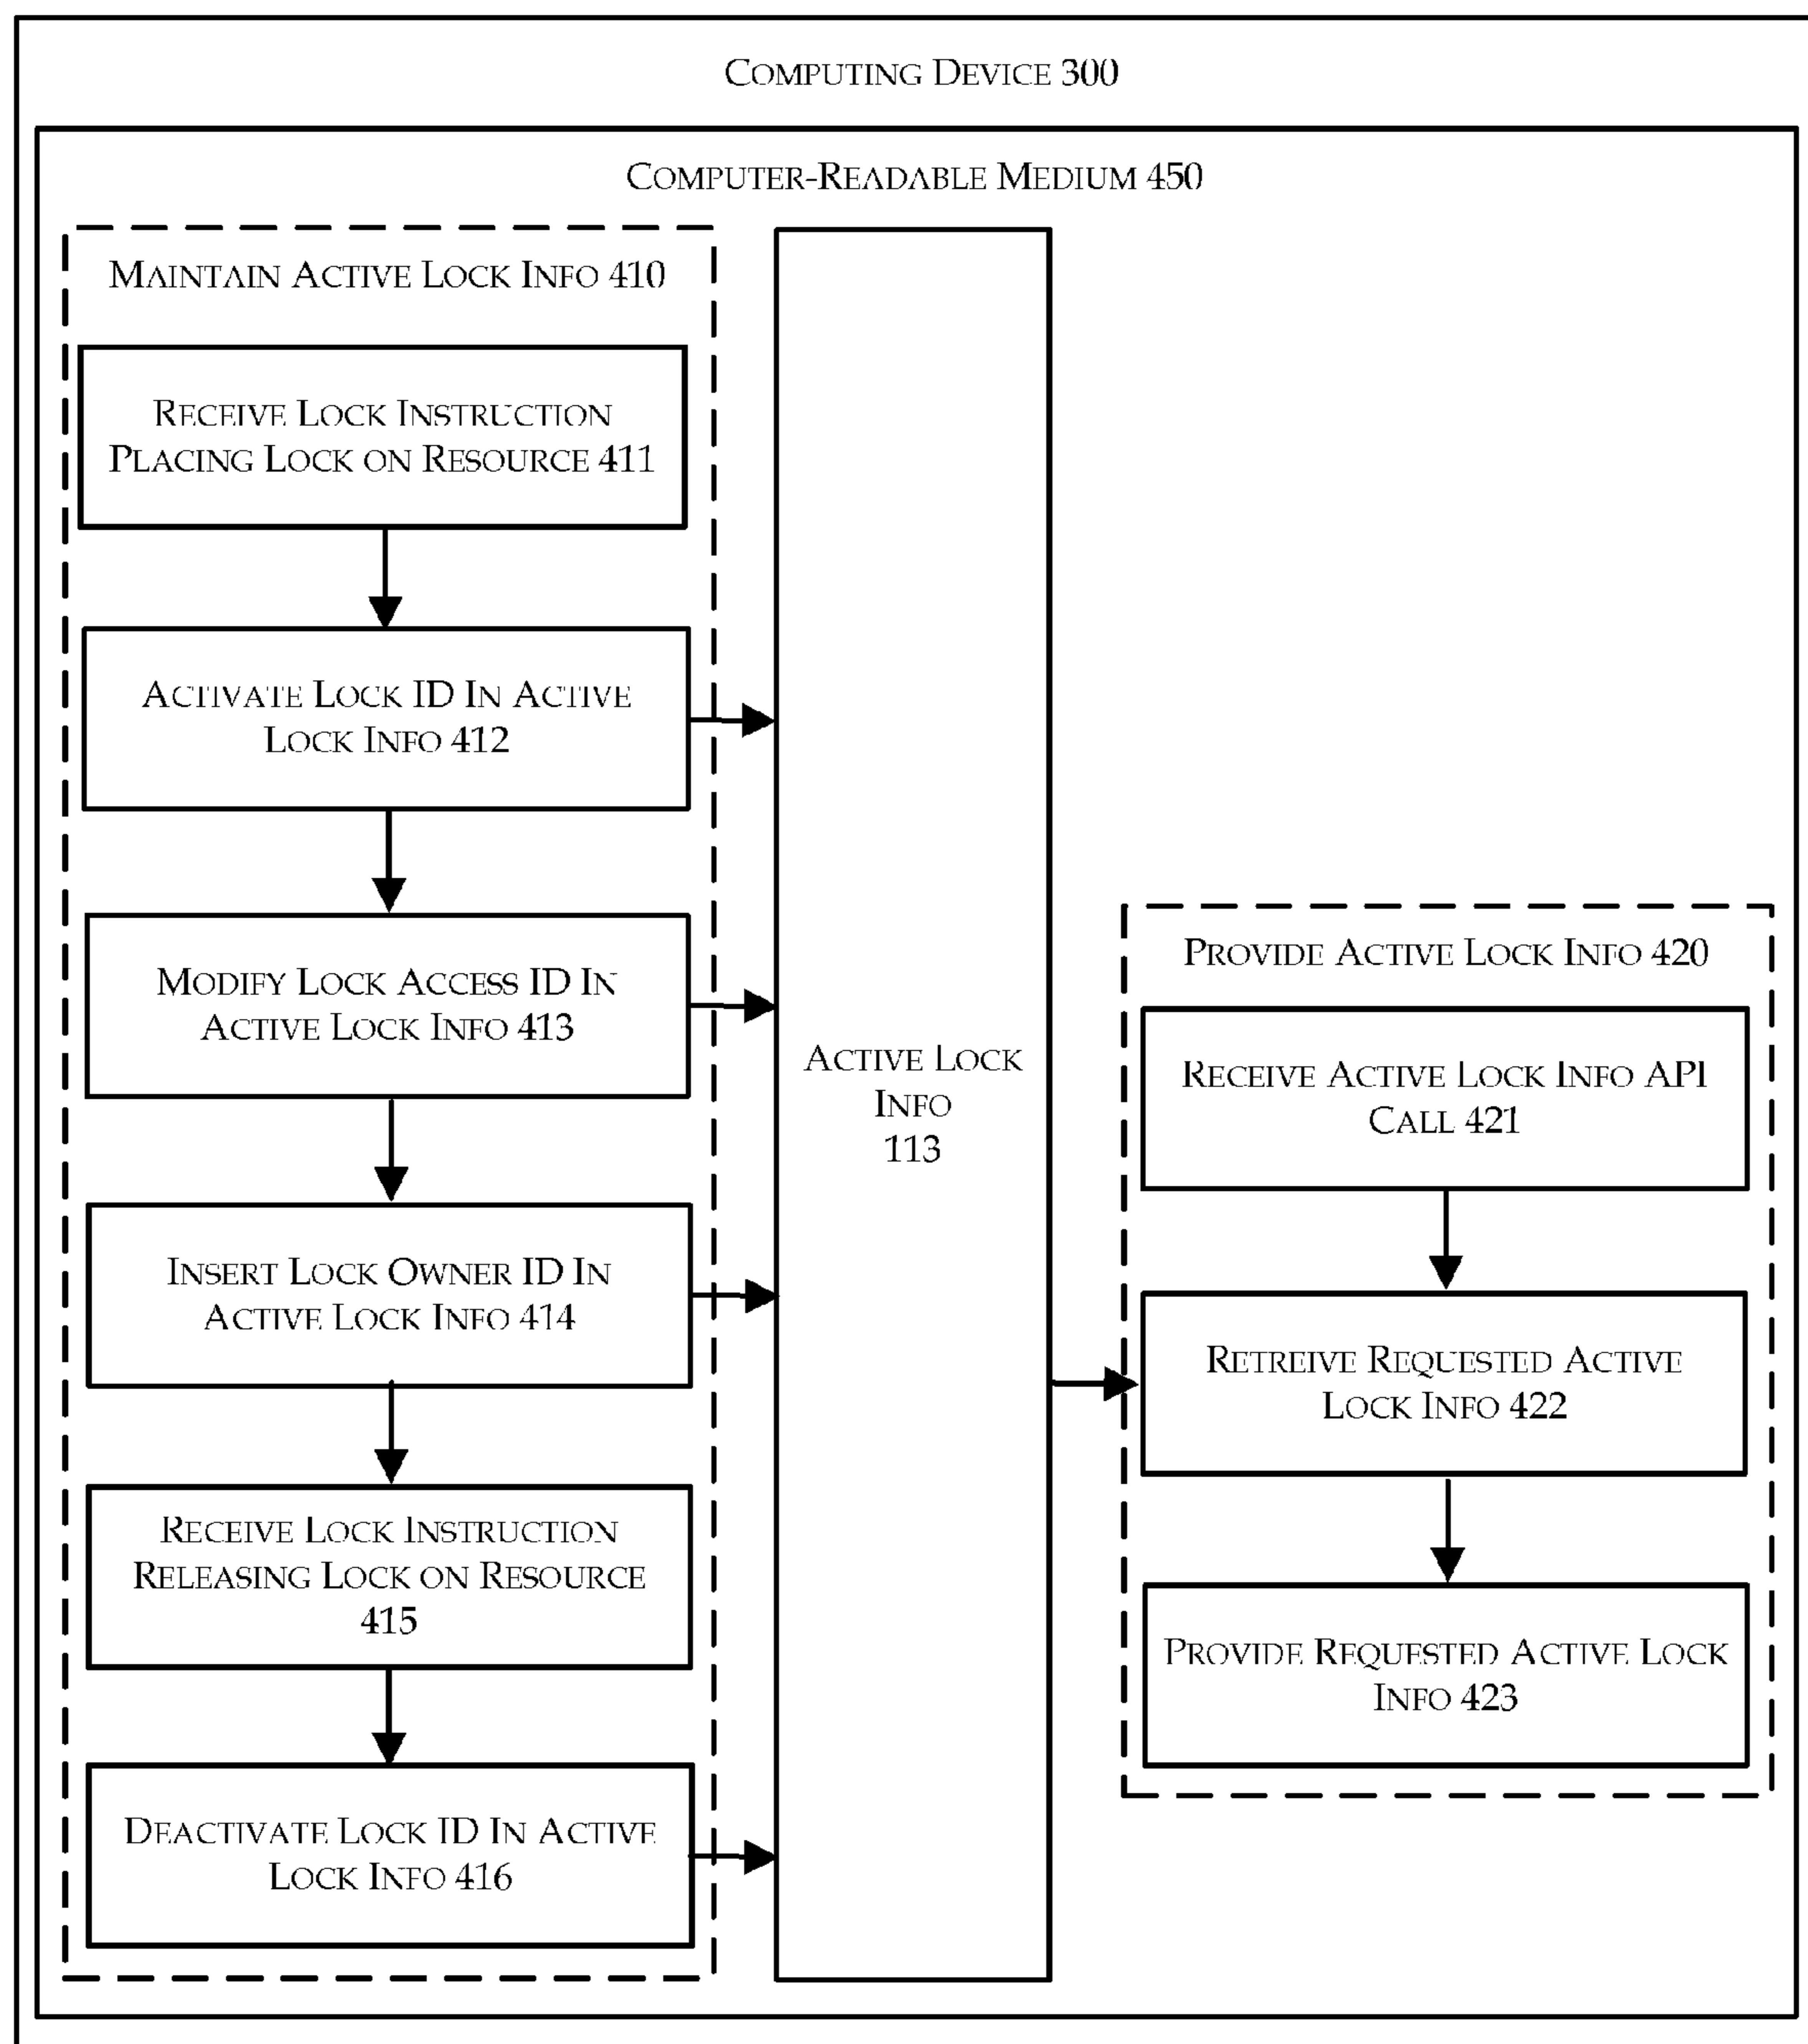 COMPUTING DEVICE 300
COMPUTER-READABLE MEDIUM 450
MAINTAIN ACTIVE LOCK INFO 410
RECEIVE LOCK INSTRUCTION
PLACING LOCK ON RESOURCE 411
ACTIVATE LOCK ID IN ACTIVE
LOCK INFO 412
MODIFY LOCK ACCESS ID IN
ACTIVE LOCK INFO 413
INSERT LOCK OWNER ID IN
ACTIVE LOCK INFO 414
RECEIVE LOCK INSTRUCTION
RELEASING LOCK ON RESOURCE
415
DEACTIVATE LOCK ID IN ACTIVE
LOCK INFO 416
ACTIVE LOCK
INFO
113
PROVIDE ACTIVE LOCK INFO 420
RECEIVE ACTIVE LOCK INFO API
CALL 421
RETREIVE REQUESTED ACTIVE
LOCK INFO 422
PROVIDE REQUESTED ACTIVE LOCK
INFO 423